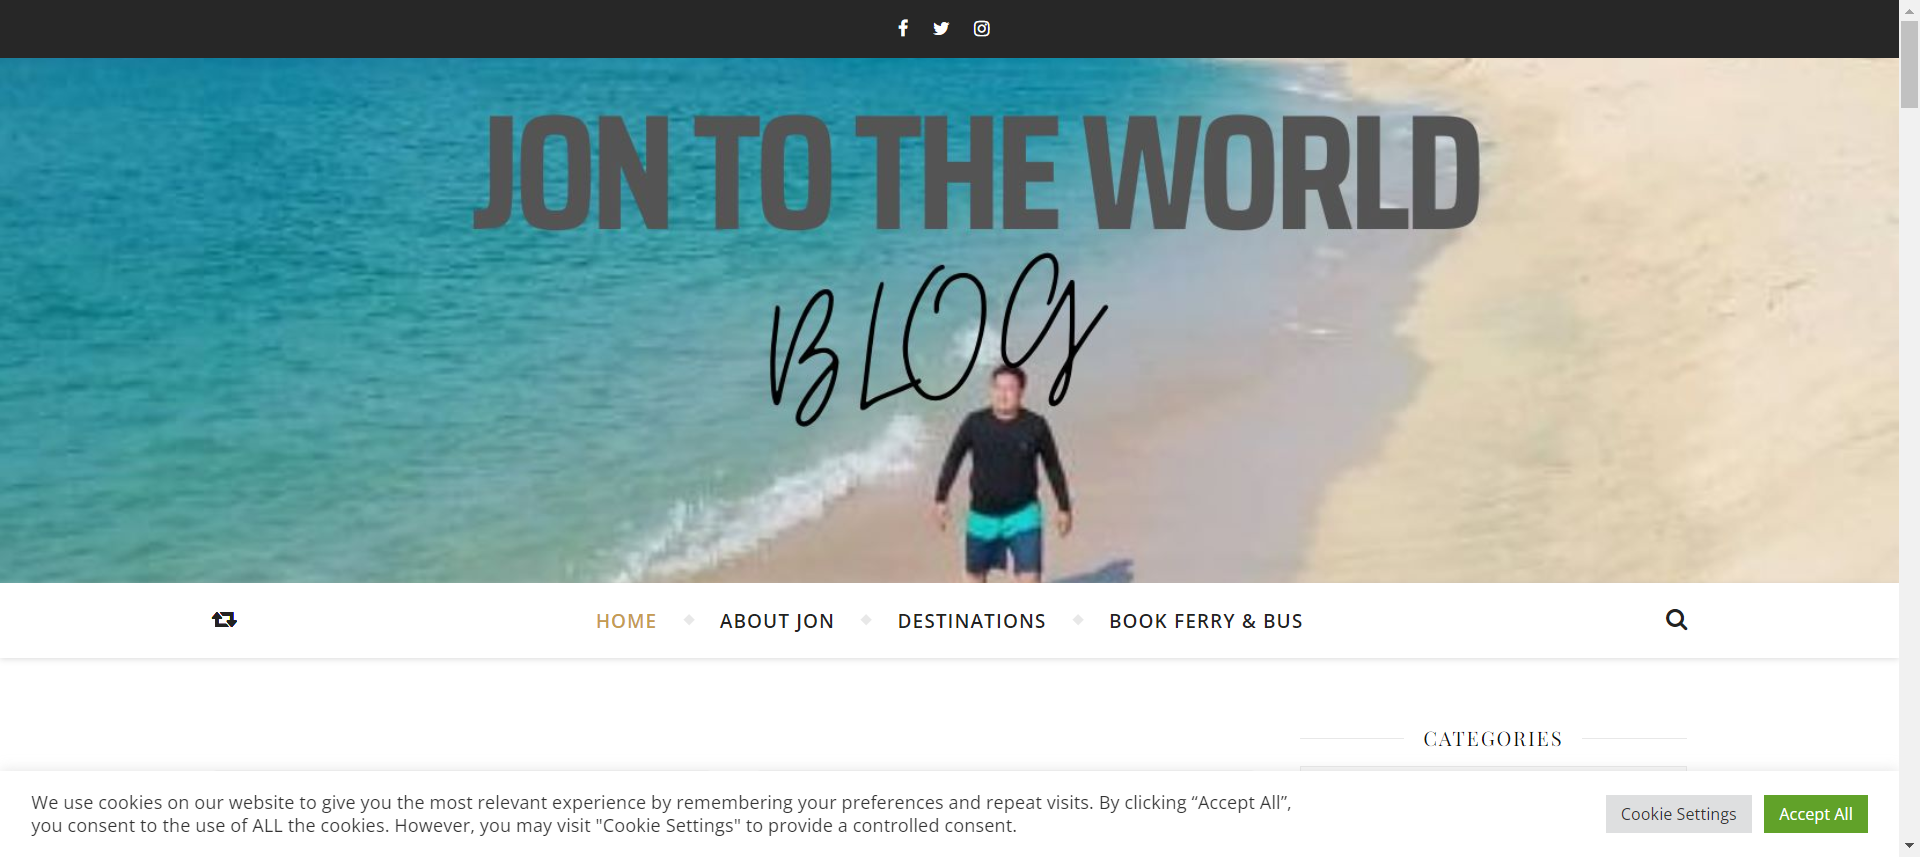 JON TO THE WORLD
BLOG
HOME
ABOUT JON
DESTINATIONS
BOOK FERRY & BUS
CATEGORIES
We use cookies on our website to give you the most relevant experience by remembering your preferences and repeat visits. By clicking “Accept All”,
you consent to the use of ALL the cookies. However, you may visit "Cookie Settings" to provide a controlled consent.
Cookie Settings
Accept All